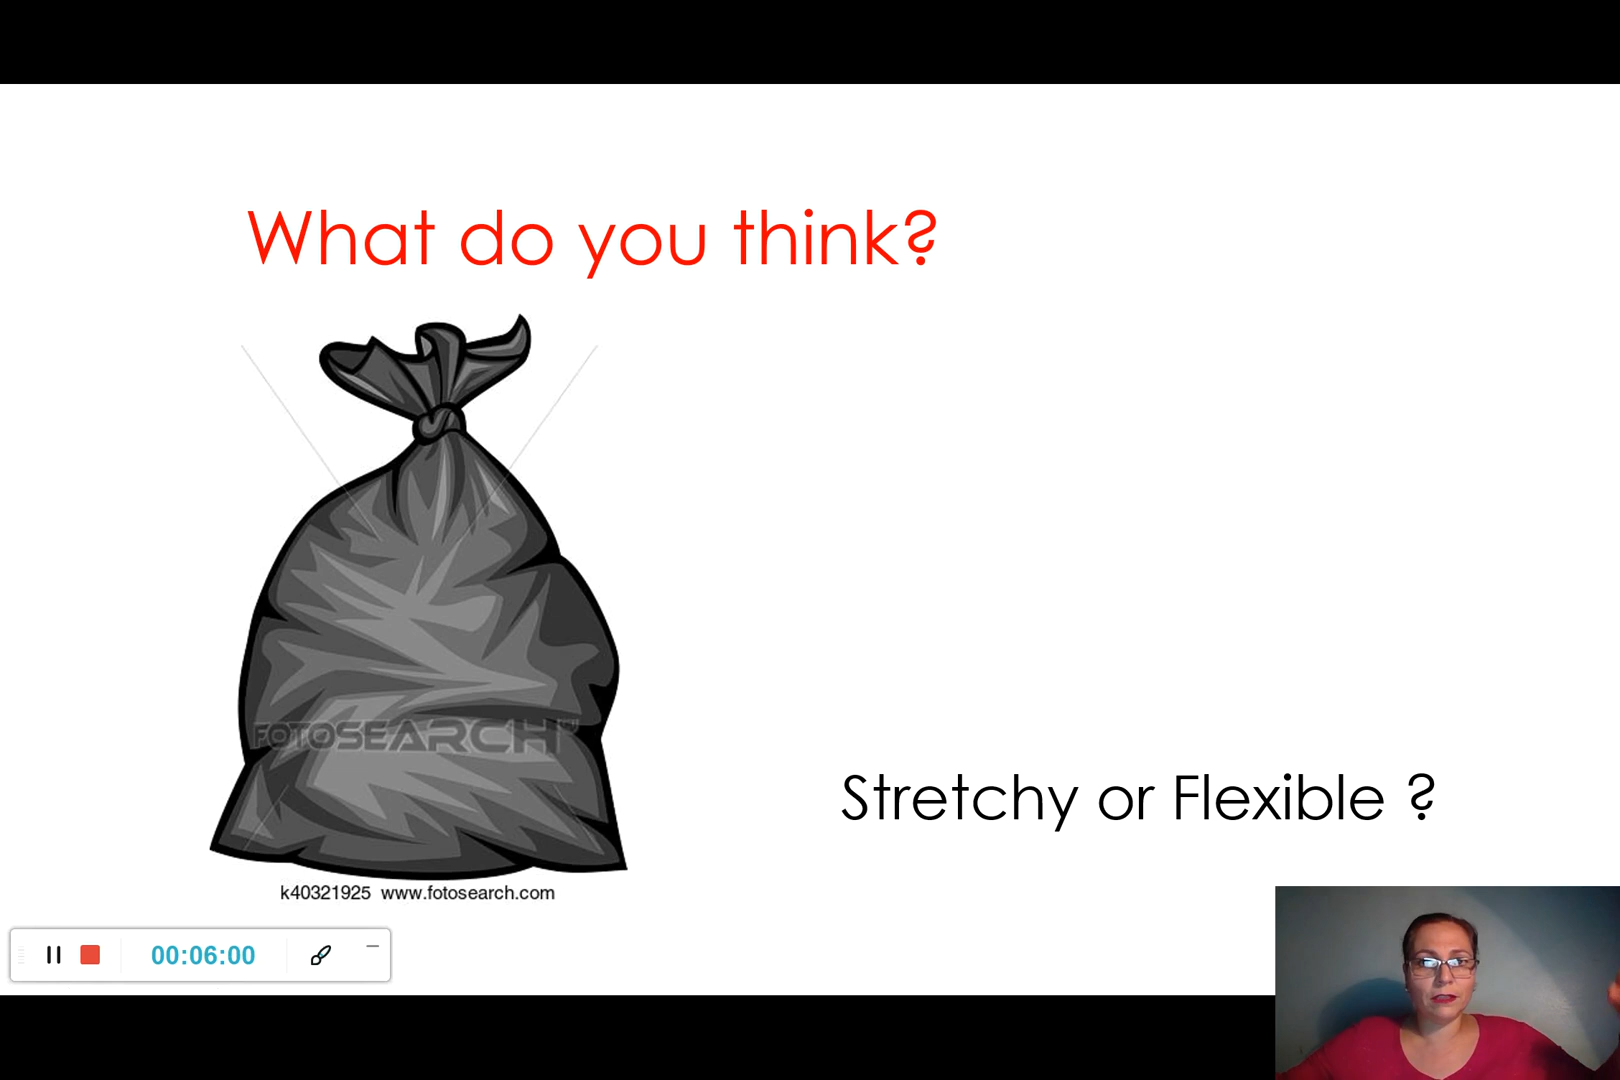 What do you think?
FOTOSEARCH
Stretchy or Flexible ?
k40321925 www.fotosearch.com
00:06:00